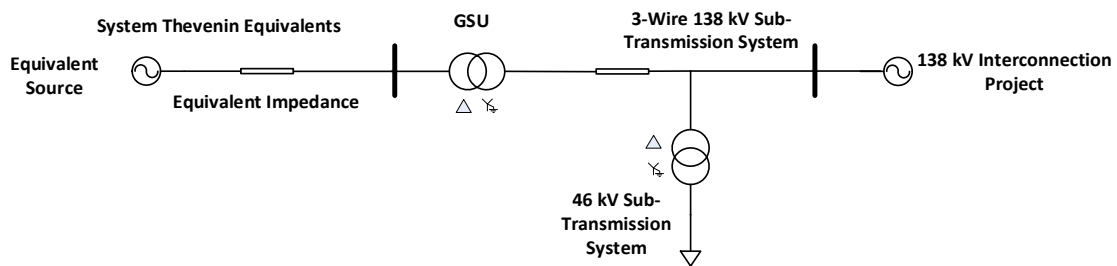 System Thevenin Equivalents
GSU
3-Wire 138 kV Sub-
Transmission System
Equivalent
Source
Equivalent Impedance
138 kV Interconnection
Project
46 kV Sub-
Transmission
System